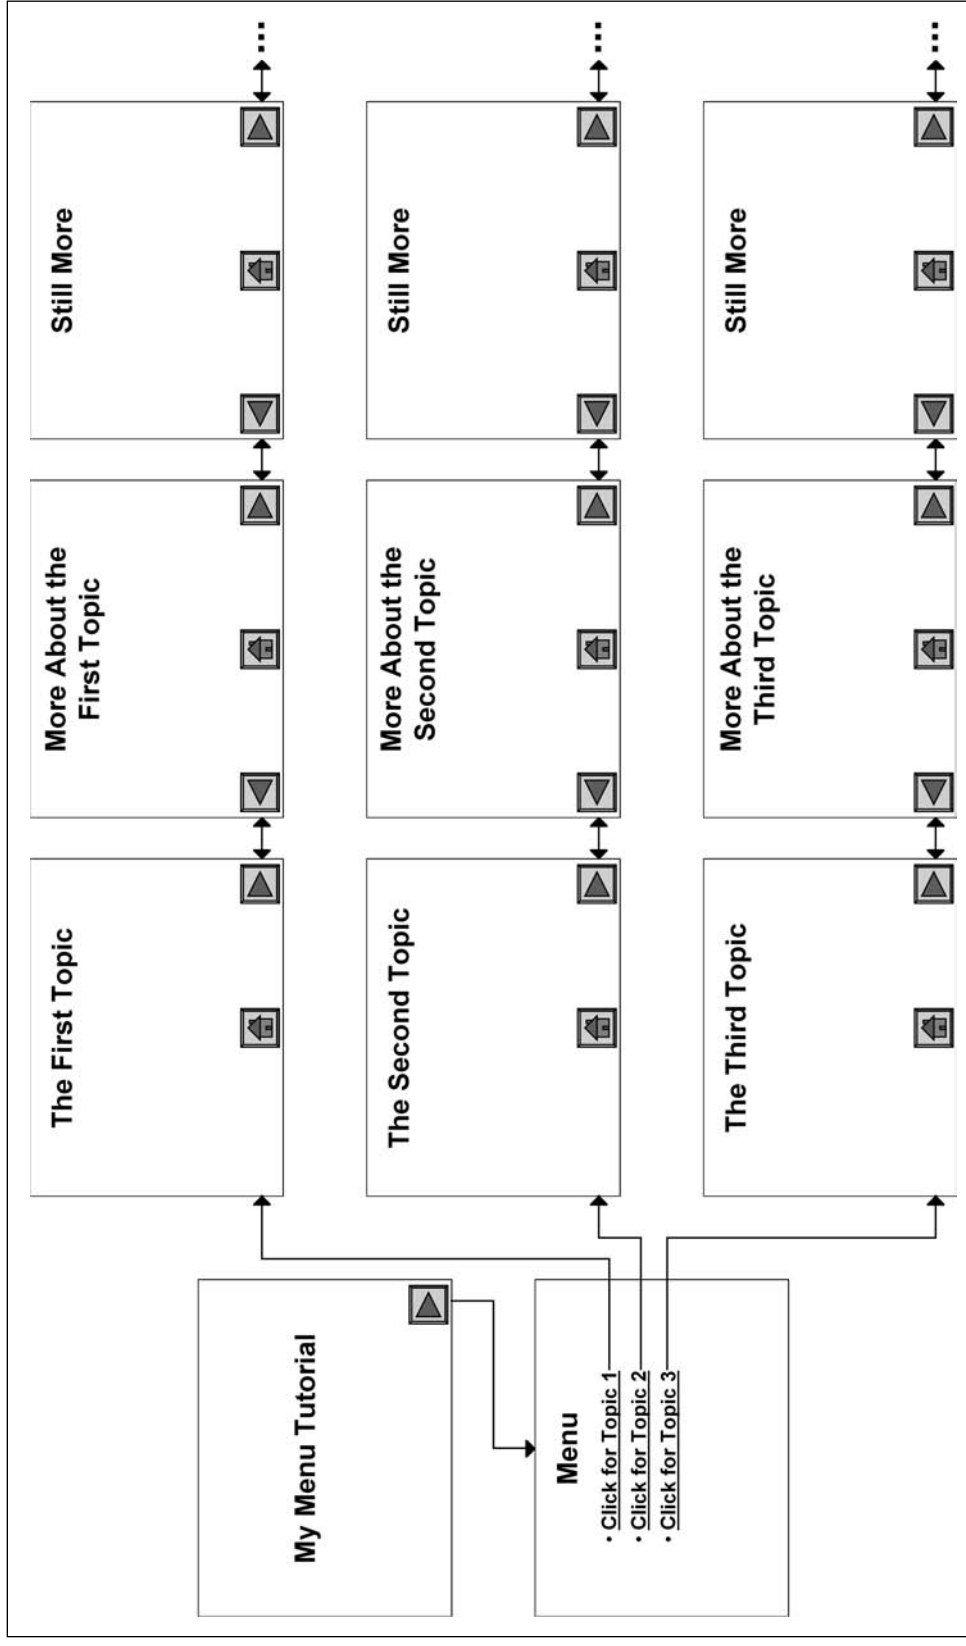 My Menu Tutorial
Menu
• Click for Topic 1
• Click for Topic 2
• Click for Topic 3
The First Topic
More About the
First Topic
Still More
...
The Second Topic
More About the
Second Topic
Still More
...
The Third Topic
More About the
Third Topic
Still More
...